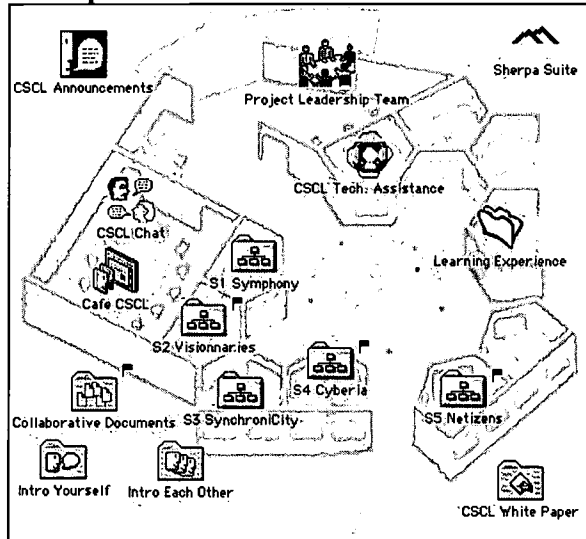 CSCL Announcements
Project Leadership Team
Sherpa Suite
CSCL Tech. Assistance
CSCL Chat
Learning Experience
Cafe CSCL
S1 Symphony
S2 Visionnaries
S4 Cyberia
Collaborative Documents
S3 SynchroniCity
S5 Netizens
Intro Yourself
Intro Each Other
CSCL White Paper